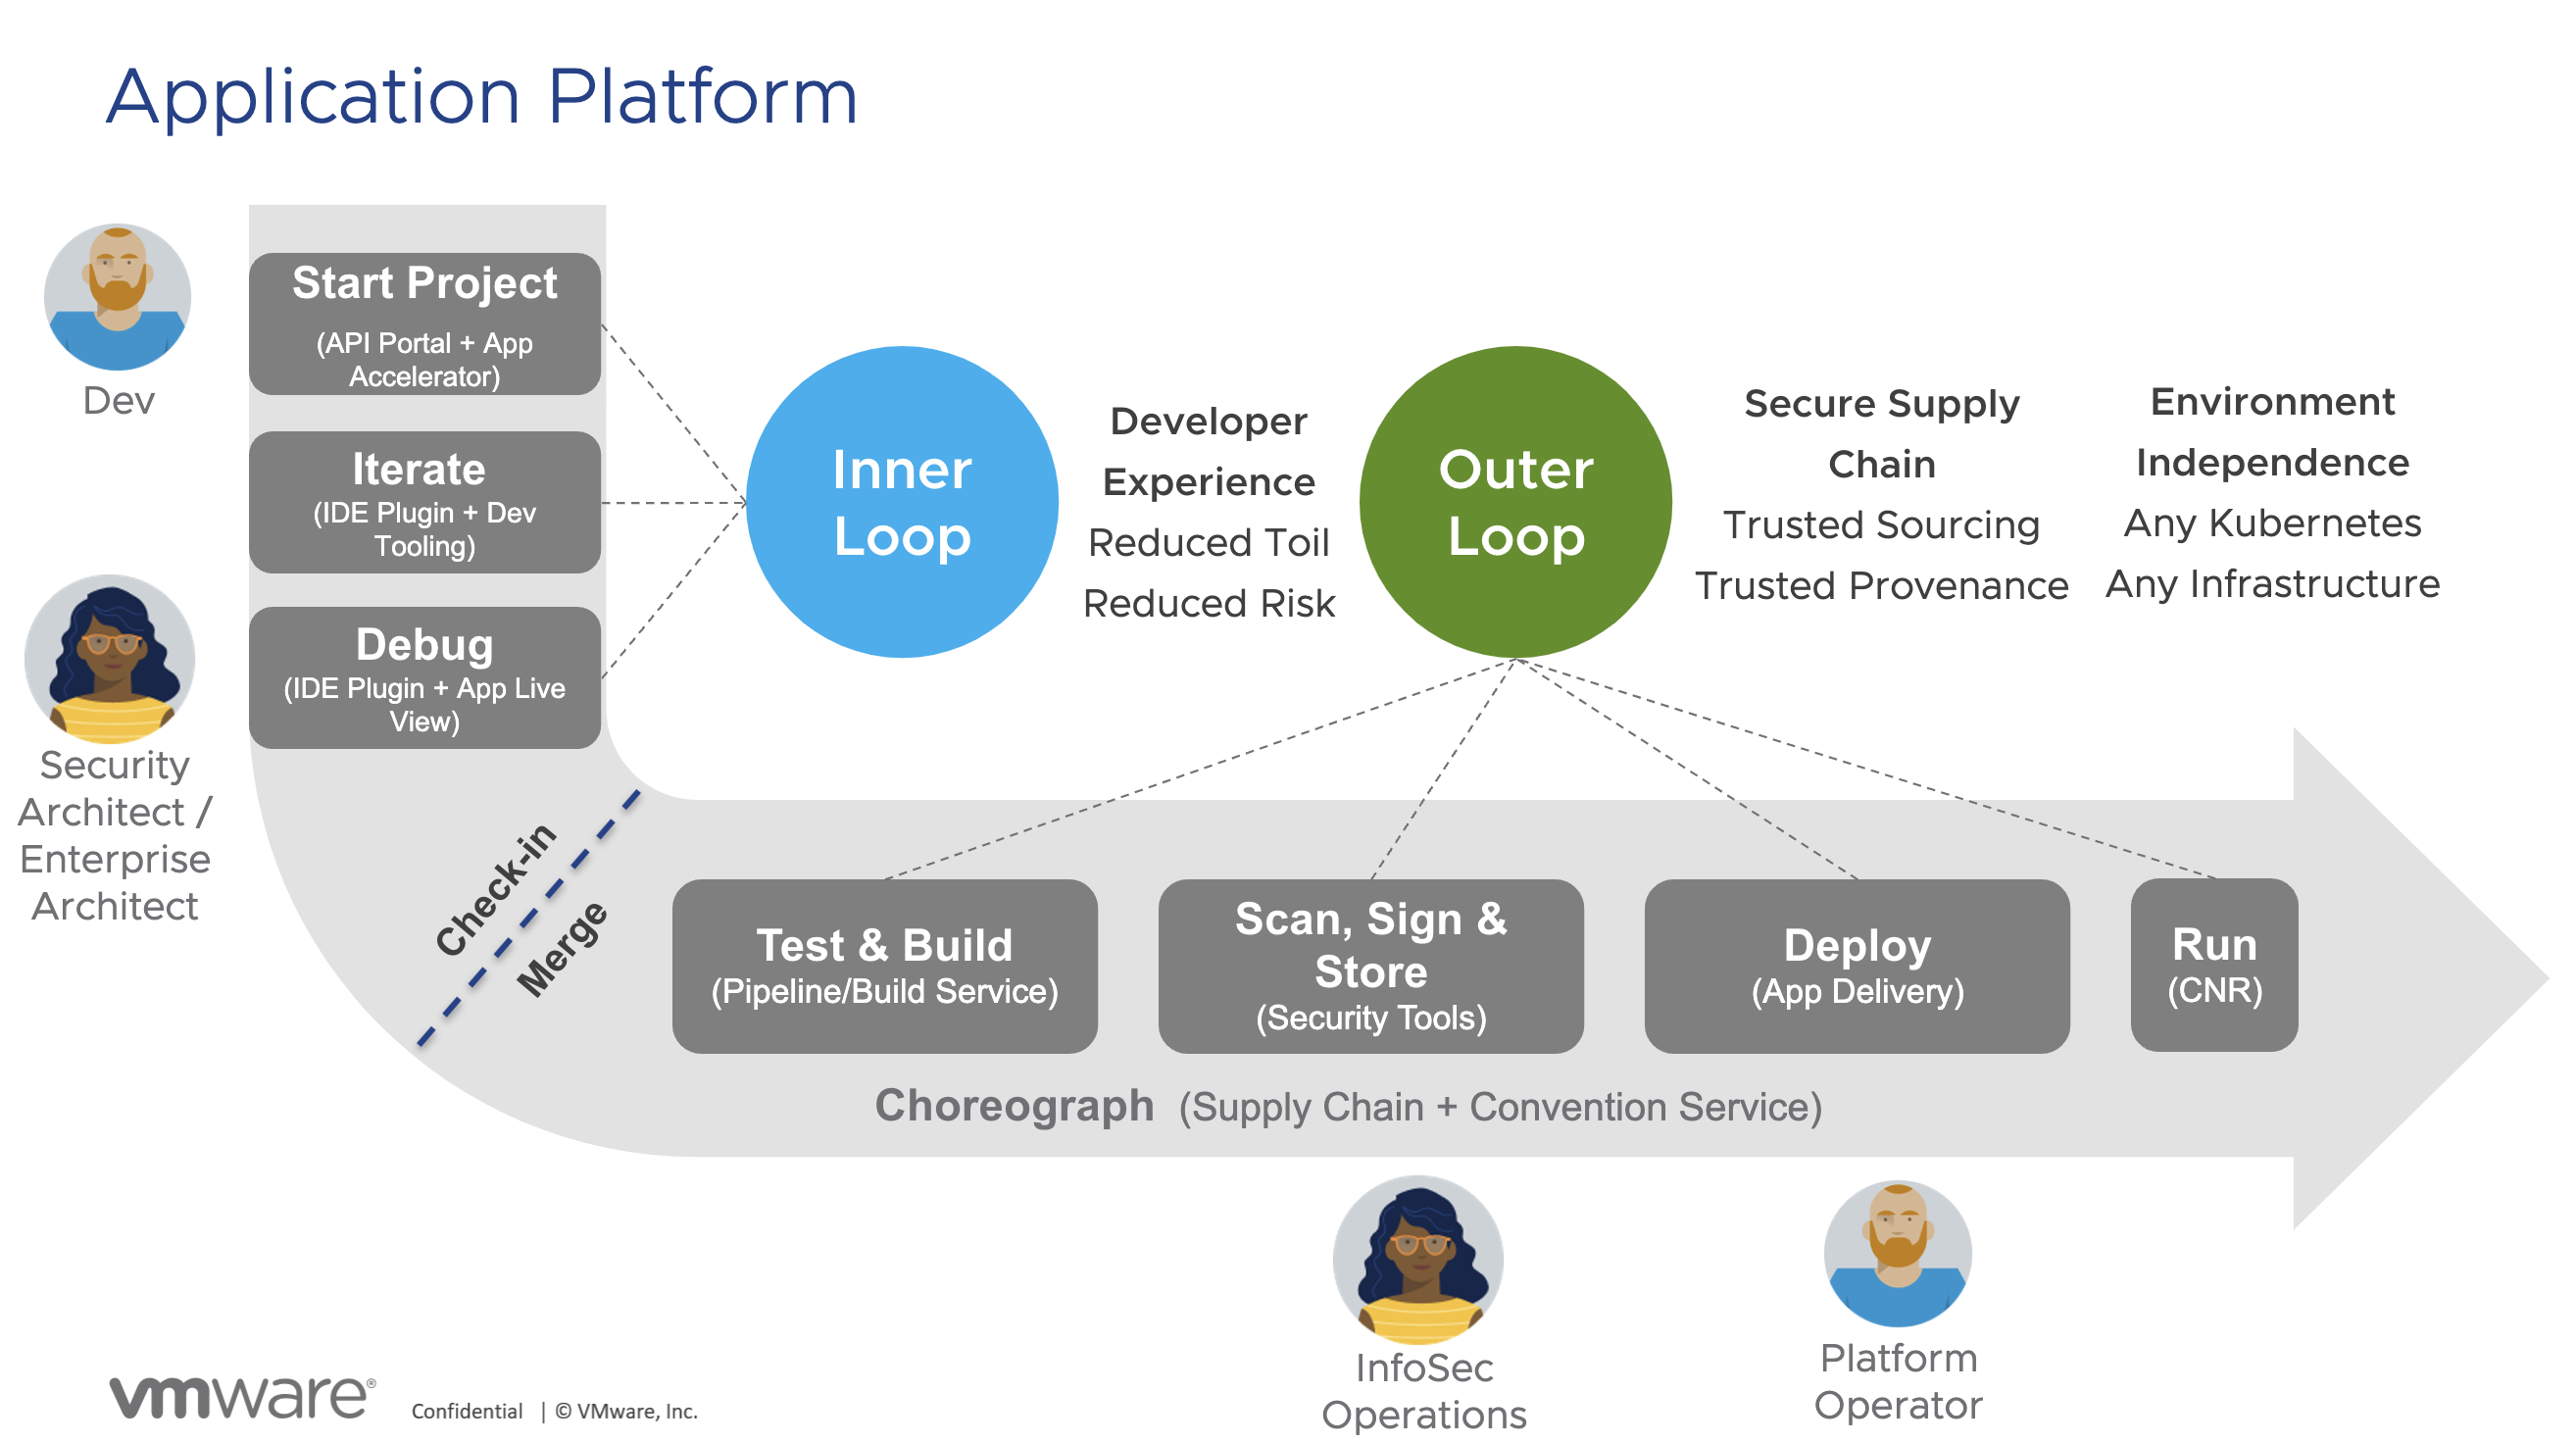 Application Platform
Dev
Start Project
(API Portal + App
Accelerator)
Iterate
(IDE Plugin + Dev
Tooling)
Debug
(IDE Plugin + App Live
View)
Security
Architect /
Enterprise
Architect
Inner
Loop
Developer
Experience
Reduced Toil
Reduced Risk
Outer
Loop
Secure Supply
Chain
Trusted Sourcing
Trusted Provenance
Environment
Independence
Any Kubernetes
Any Infrastructure
Check-in
Merge
Test & Build
(Pipeline/Build Service)
Scan, Sign &
Store
(Security Tools)
Deploy
(App Delivery)
Run
(CNR)
Choreograph (Supply Chain + Convention Service)
InfoSec
Operations
Platform
Operator
vmware®
Confidential | © VMware, Inc.